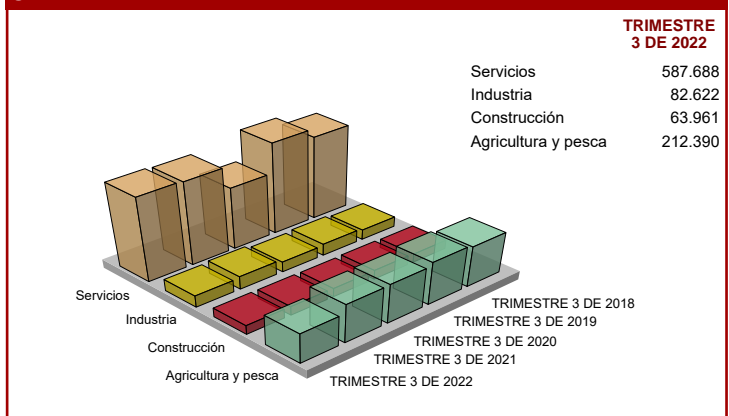 TRIMESTRE
3 DE 2022
Servicios 587.688
Industria 82.622
Construcción 63.961
Agricultura y pesca 212.390
Servicios
Industria
Construcción
Agricultura y pesca
TRIMESTRE 3 DE 2018
TRIMESTRE 3 DE 2019
TRIMESTRE 3 DE 2020
TRIMESTRE 3 DE 2021
TRIMESTRE 3 DE 2022